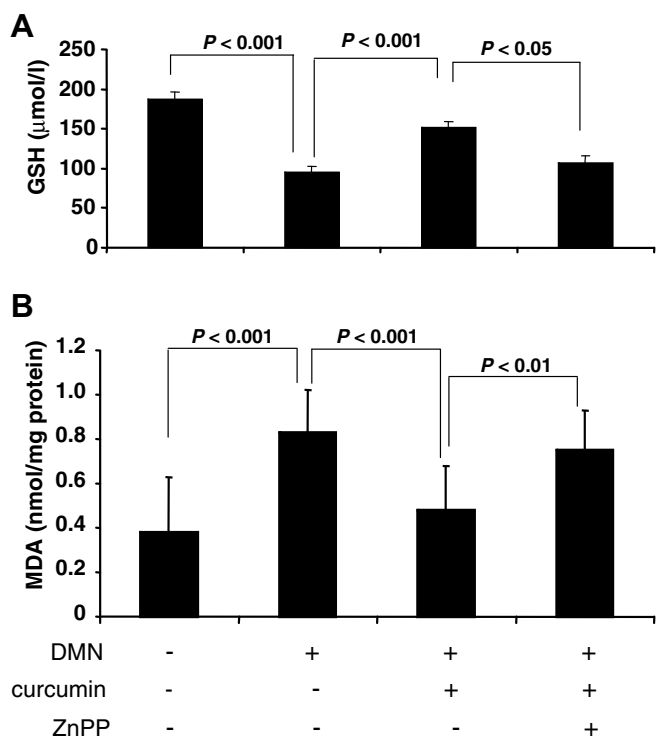 A
P < 0.001
P < 0.001
P < 0.05
250
200
150
100
50
0
GSH (μmol/l)
B
P < 0.001
P < 0.001
P < 0.01
1.2
1.0
0.8
0.6
0.4
0.2
0
MDA (nmol/mg protein)
DMN - + + +
curcumin - - + +
ZnPP - - - +